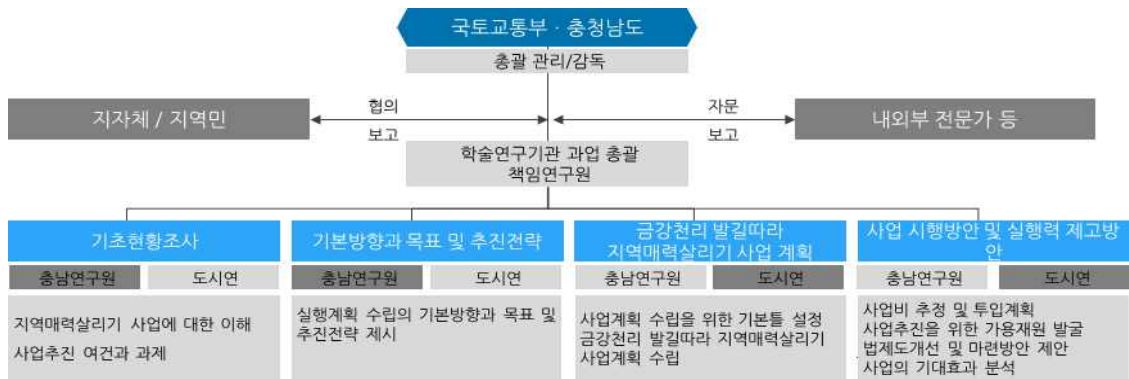 국토교통부 · 충청남도
총괄 관리/감독
지자체 / 지역민
협의
보고
자문
보고
내외부 전문가 등
학술연구기관 과업 총괄
책임연구원
기초현황조사
충남연구원
도시연
지역매력살리기 사업에 대한 이해
사업추진 여건과 과제
기본방향과 목표 및 추진전략
충남연구원
도시연
실행계획 수립의 기본방향과 목표 및
추진전략 제시
금강천리 발길따라
지역매력살리기 사업 계획
충남연구원
도시연
사업계획 수립을 위한 기본틀 설정
금강천리 발길따라 지역매력살리기
사업계획 수립
사업 시행방안 및 실행력 제고방
안
충남연구원
도시연
사업비 추정 및 투입계획
사업추진을 위한 가용재원 발굴
법제도개선 및 마련방안 제안
사업의 기대효과 분석